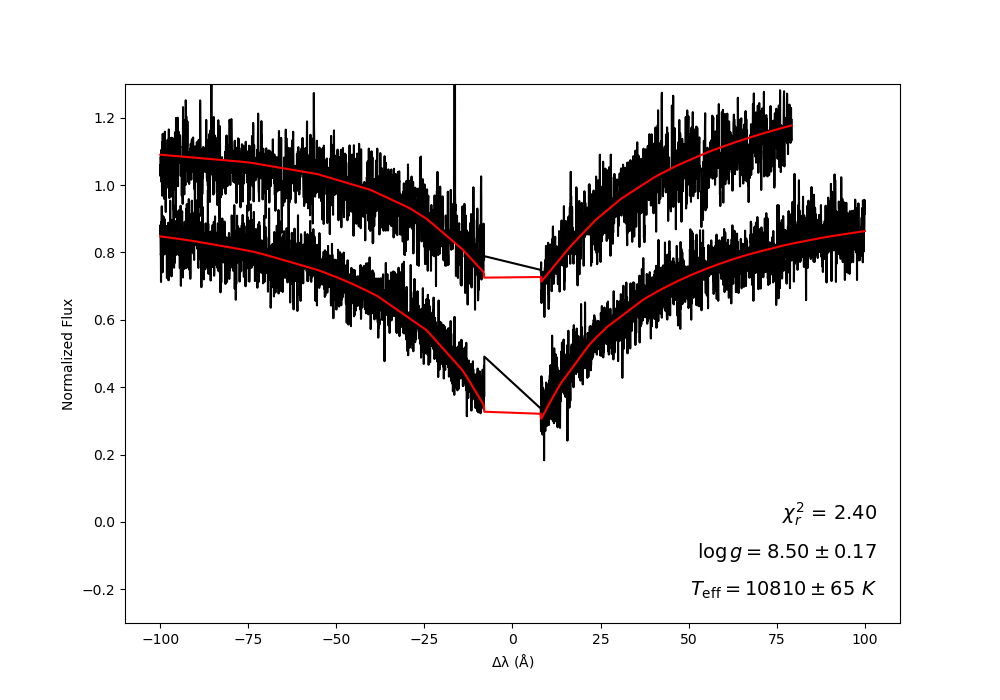 1.2
1.0
0.8
0.6
0.4
0.2
0.0
−0.2
Normalized Flux
χ²ᵣ = 2.40
log g = 8.50 ± 0.17
T_eff = 10810 ± 65 K
−100 −75 −50 −25 0 25 50 75 100
Δλ (Å)